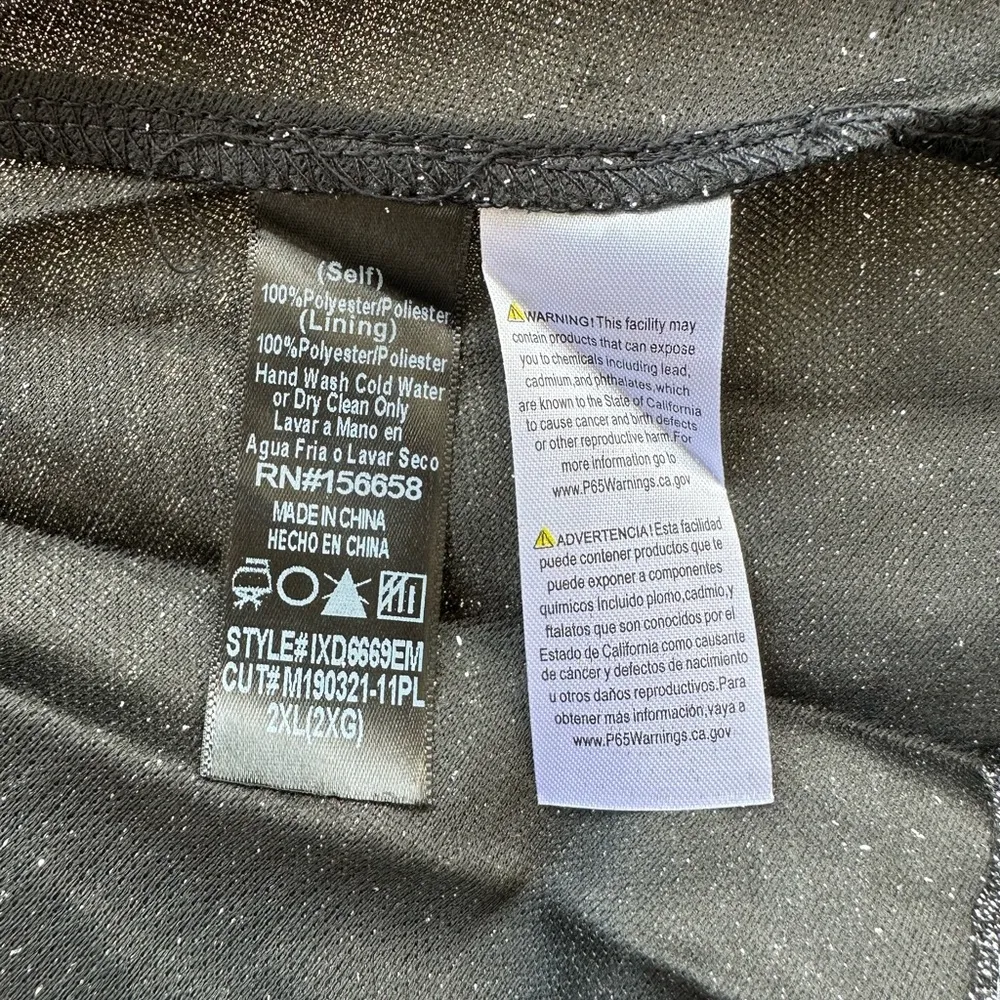 (Self)
100%Polyester/Poliester
(Lining)
100%Polyester/Poliester
Hand Wash Cold Water
or Dry Clean Only
Lavar a Mano en
Agua Fria o Lavar Seco
RN#156658
MADE IN CHINA
HECHO EN CHINA
STYLE#IXD6669EM
CUT#M190321-11PL
2XL(2XG)
WARNING! This facility may
contain products that can expose
you to chemicals including lead,
cadmium,and phthalates,which
are known to the State of California
to cause cancer and birth defects
or other reproductive harm.For
more information go to
www.P65Warnings.ca.gov
ADVERTENCIA! Esta facilidad
puede contener productos que te
puede exponer a componentes
químicos Incluido plomo,cadmio,y
ftalatos que son conocidos por el
Estado de California como causante
de cáncer y defectos de nacimiento
u otros daños reproductivos.Para
obtener más información,vaya a
www.P65Warnings.ca.gov